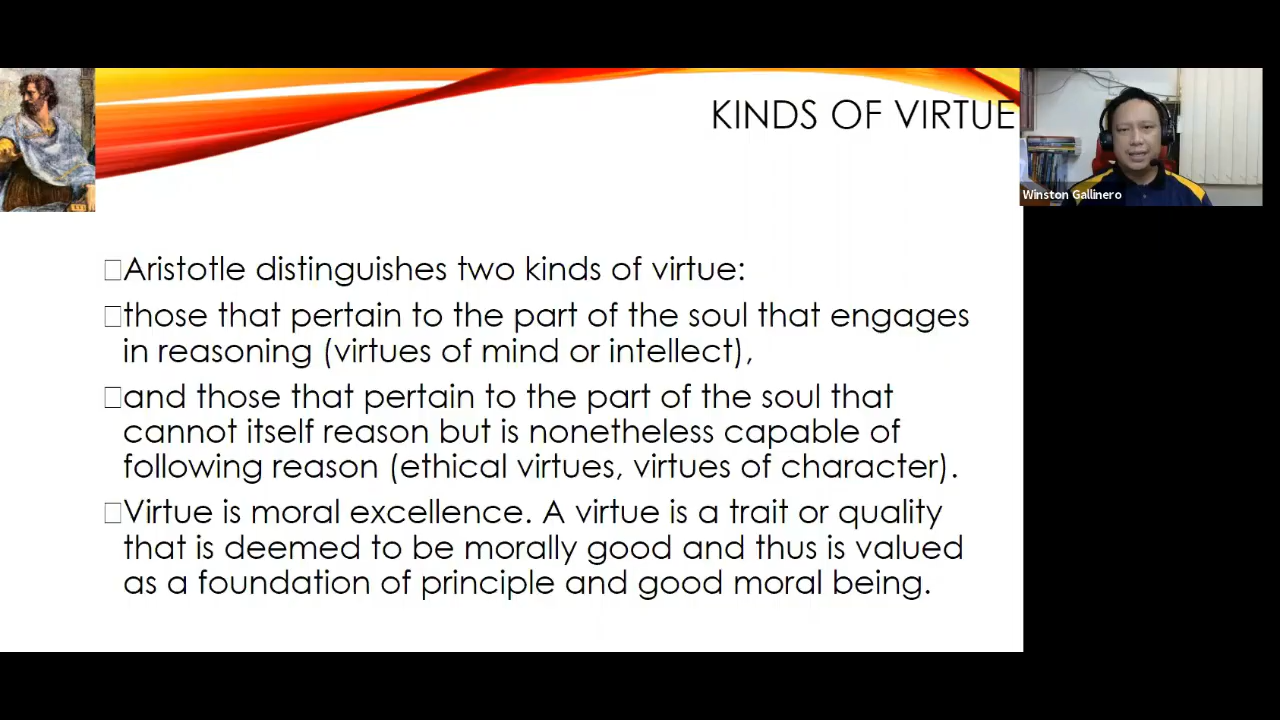 KINDS OF VIRTUE
Winston Gallinero
Aristotle distinguishes two kinds of virtue:
those that pertain to the part of the soul that engages
in reasoning (virtues of mind or intellect),
and those that pertain to the part of the soul that
cannot itself reason but is nonetheless capable of
following reason (ethical virtues, virtues of character).
Virtue is moral excellence. A virtue is a trait or quality
that is deemed to be morally good and thus is valued
as a foundation of principle and good moral being.